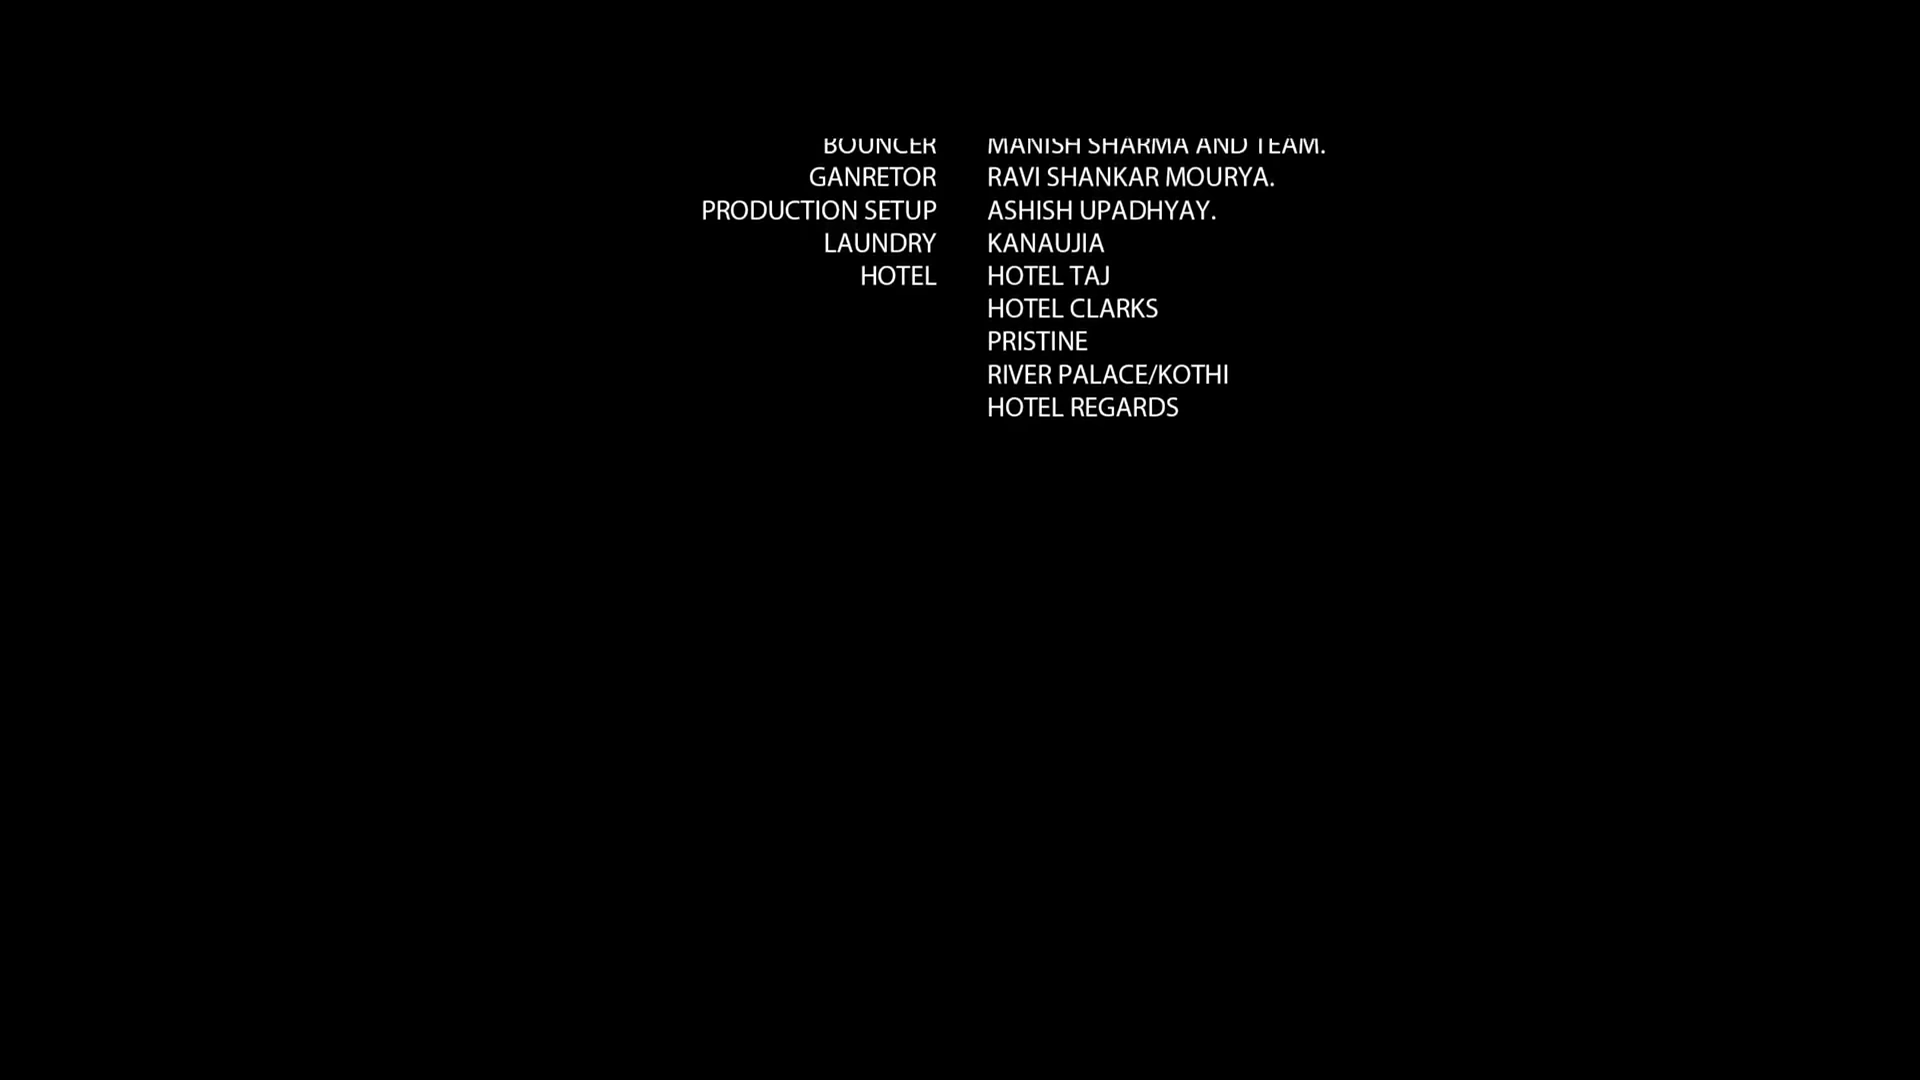 BOUNCER MANISH SHARMA AND TEAM.
GANRETOR RAVI SHANKAR MOURYA.
PRODUCTION SETUP ASHISH UPADHYAY.
LAUNDRY KANAUJIA
HOTEL HOTEL TAJ
HOTEL CLARKS
PRISTINE
RIVER PALACE/KOTHI
HOTEL REGARDS